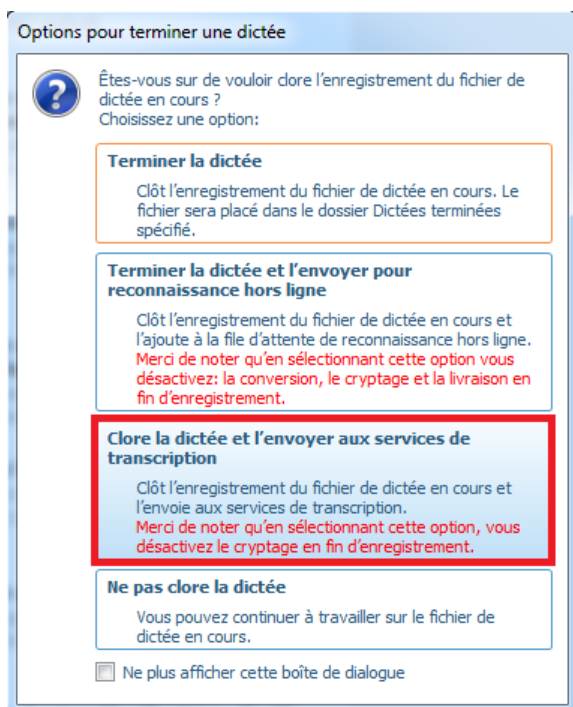 Options pour terminer une dictée
Êtes-vous sur de vouloir clore l'enregistrement du fichier de
dictée en cours ?
Choisissez une option:
Terminer la dictée
Clôt l'enregistrement du fichier de dictée en cours. Le
fichier sera placé dans le dossier Dictées terminées
spécifié.
Terminer la dictée et l'envoyer pour
reconnaissance hors ligne
Clôt l'enregistrement du fichier de dictée en cours et
l'ajoute à la file d'attente de reconnaissance hors ligne.
Merci de noter qu'en sélectionnant cette option vous
désactivez: la conversion, le cryptage et la livraison en
fin d'enregistrement.
Clore la dictée et l'envoyer aux services de
transcription
Clôt l'enregistrement du fichier de dictée en cours et
l'envoie aux services de transcription.
Merci de noter qu'en sélectionnant cette option, vous
désactivez le cryptage en fin d'enregistrement.
Ne pas clore la dictée
Vous pouvez continuer à travailler sur le fichier de
dictée en cours.
Ne plus afficher cette boîte de dialogue